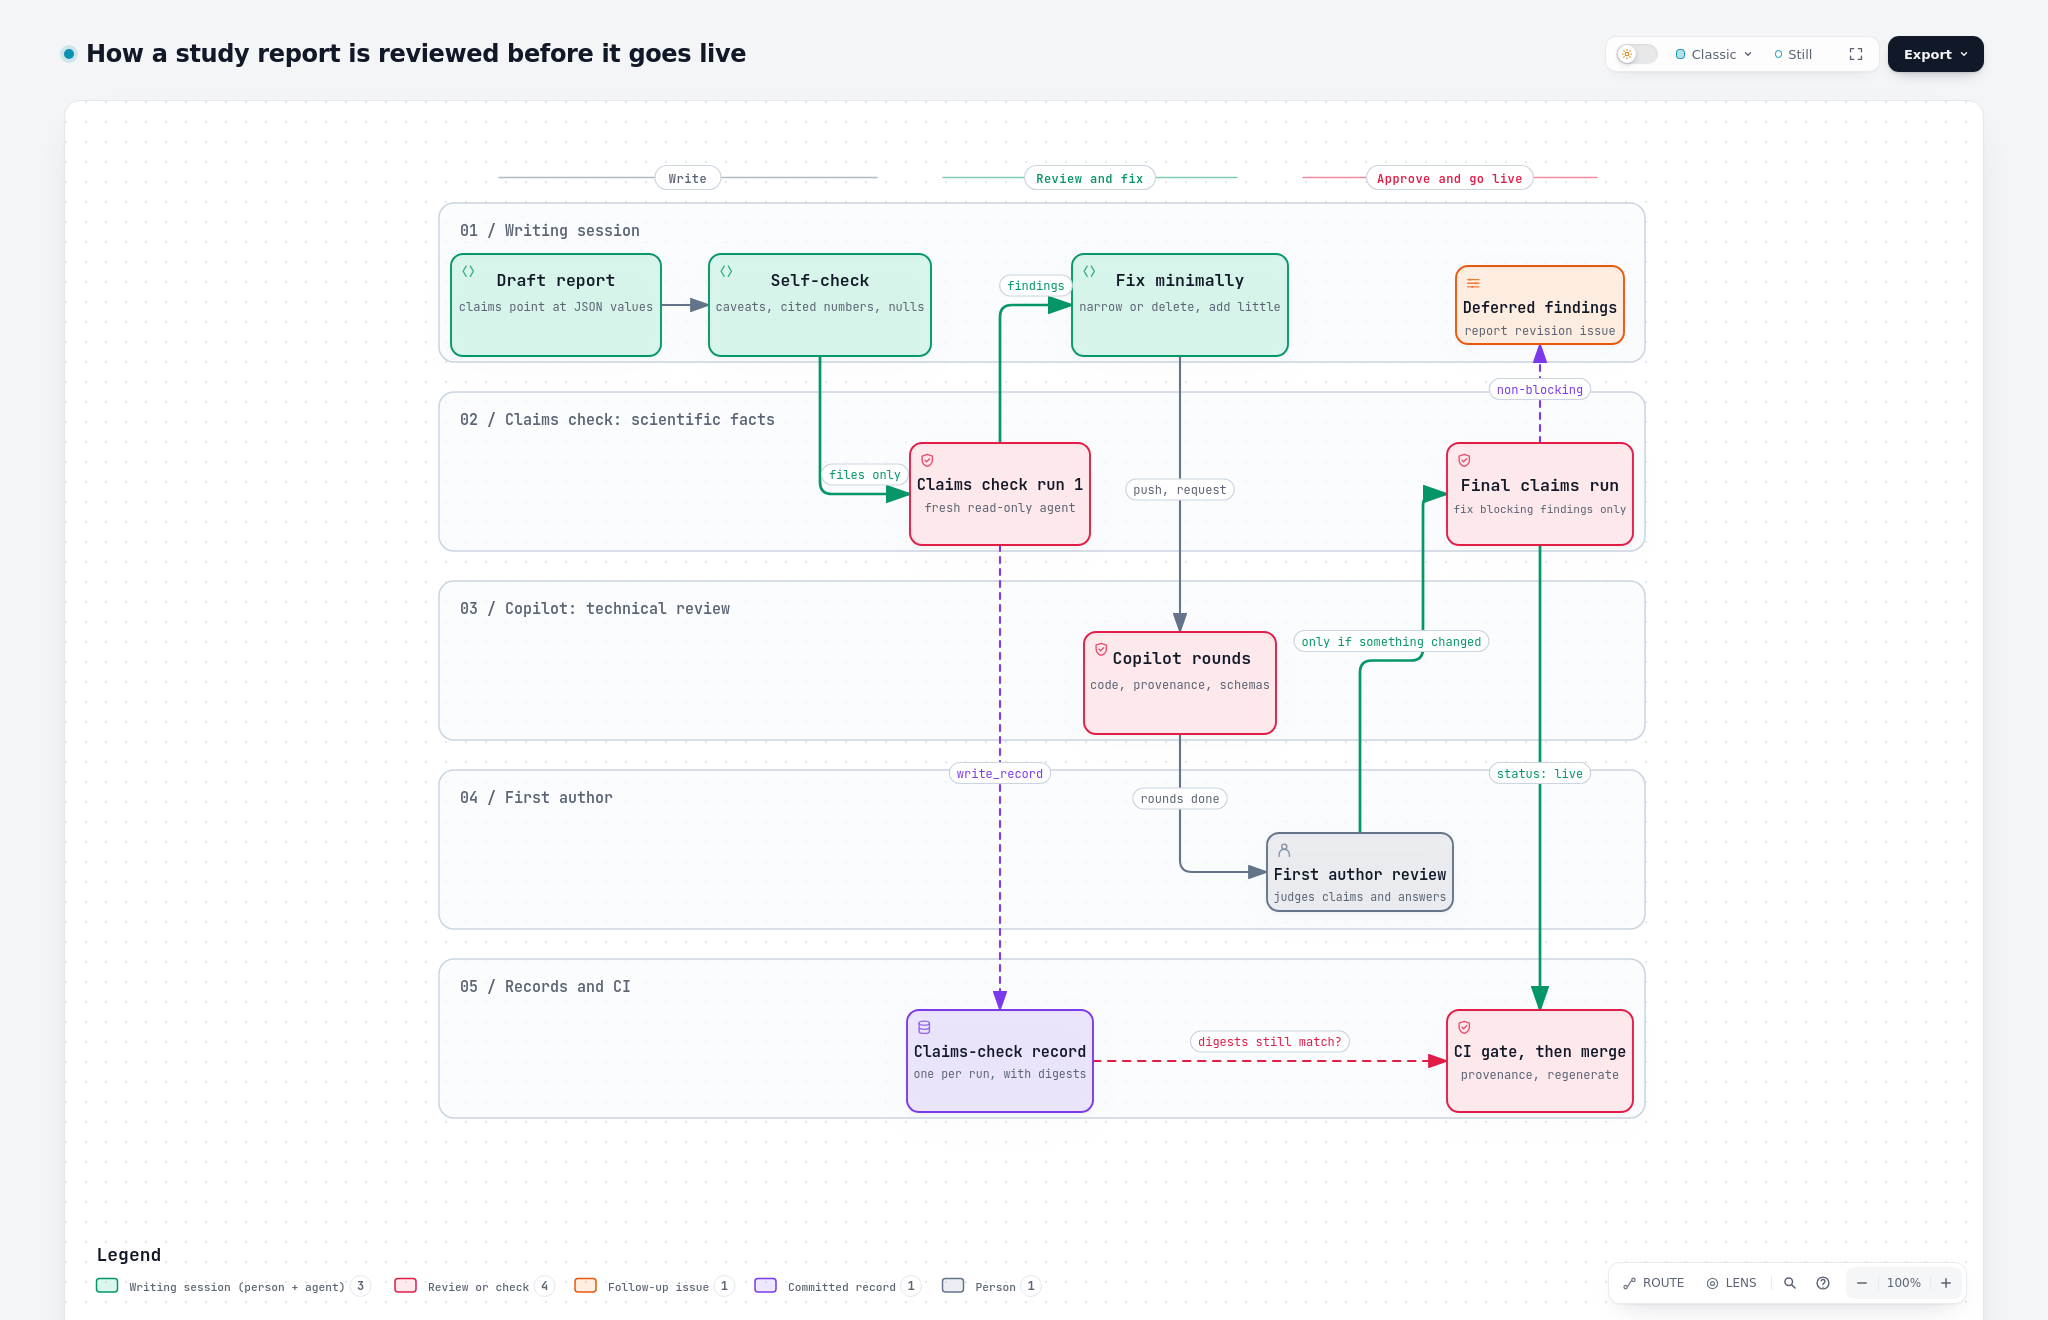 How a study report is reviewed before it goes live
Classic
Still
Export
Write
Review and fix
Approve and go live
01 / Writing session
Draft report
claims point at JSON values
Self-check
caveats, cited numbers, nulls
findings
Fix minimally
narrow or delete, add little
Deferred findings
report revision issue
non-blocking
02 / Claims check: scientific facts
files only
Claims check run 1
fresh read-only agent
push, request
Final claims run
fix blocking findings only
03 / Copilot: technical review
Copilot rounds
code, provenance, schemas
only if something changed
write_record
status: live
04 / First author
rounds done
First author review
judges claims and answers
05 / Records and CI
Claims-check record
one per run, with digests
digests still match?
CI gate, then merge
provenance, regenerate
Legend
Writing session (person + agent) 3
Review or check 4
Follow-up issue 1
Committed record 1
Person 1
ROUTE
LENS
100%